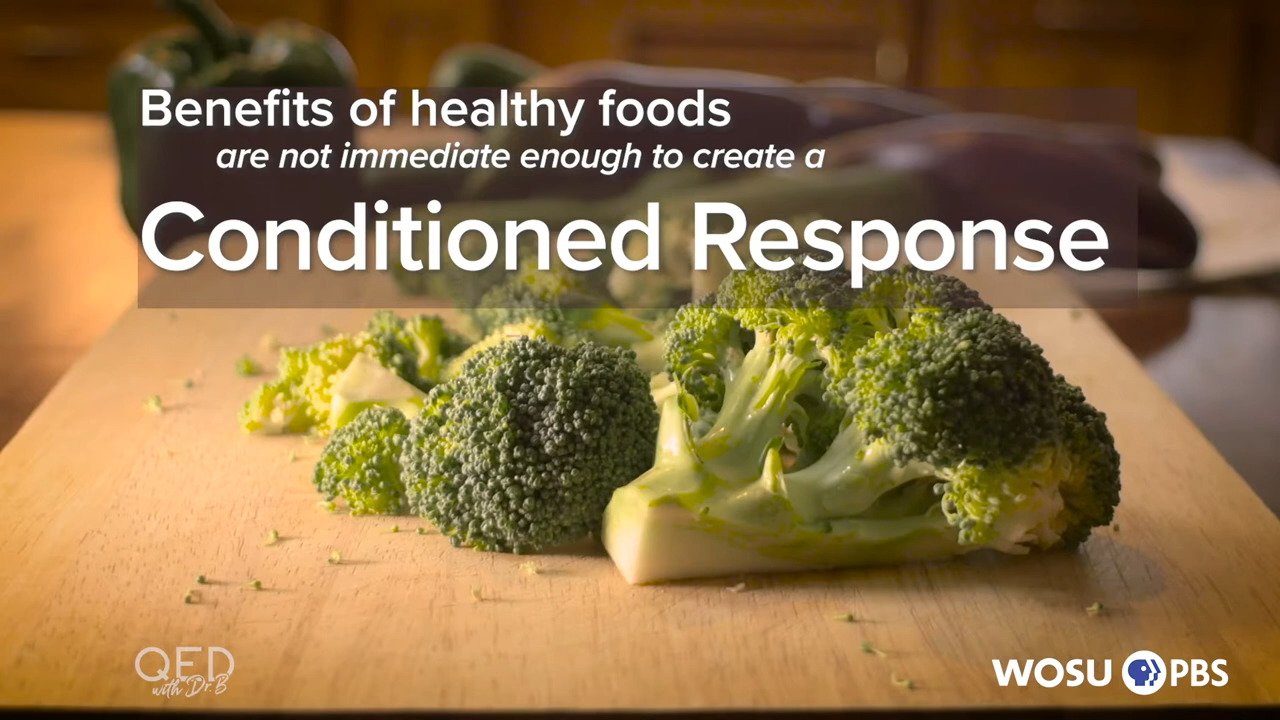 Benefits of healthy foods
are not immediate enough to create a
Conditioned Response
QED
with Dr. B
WOSU PBS